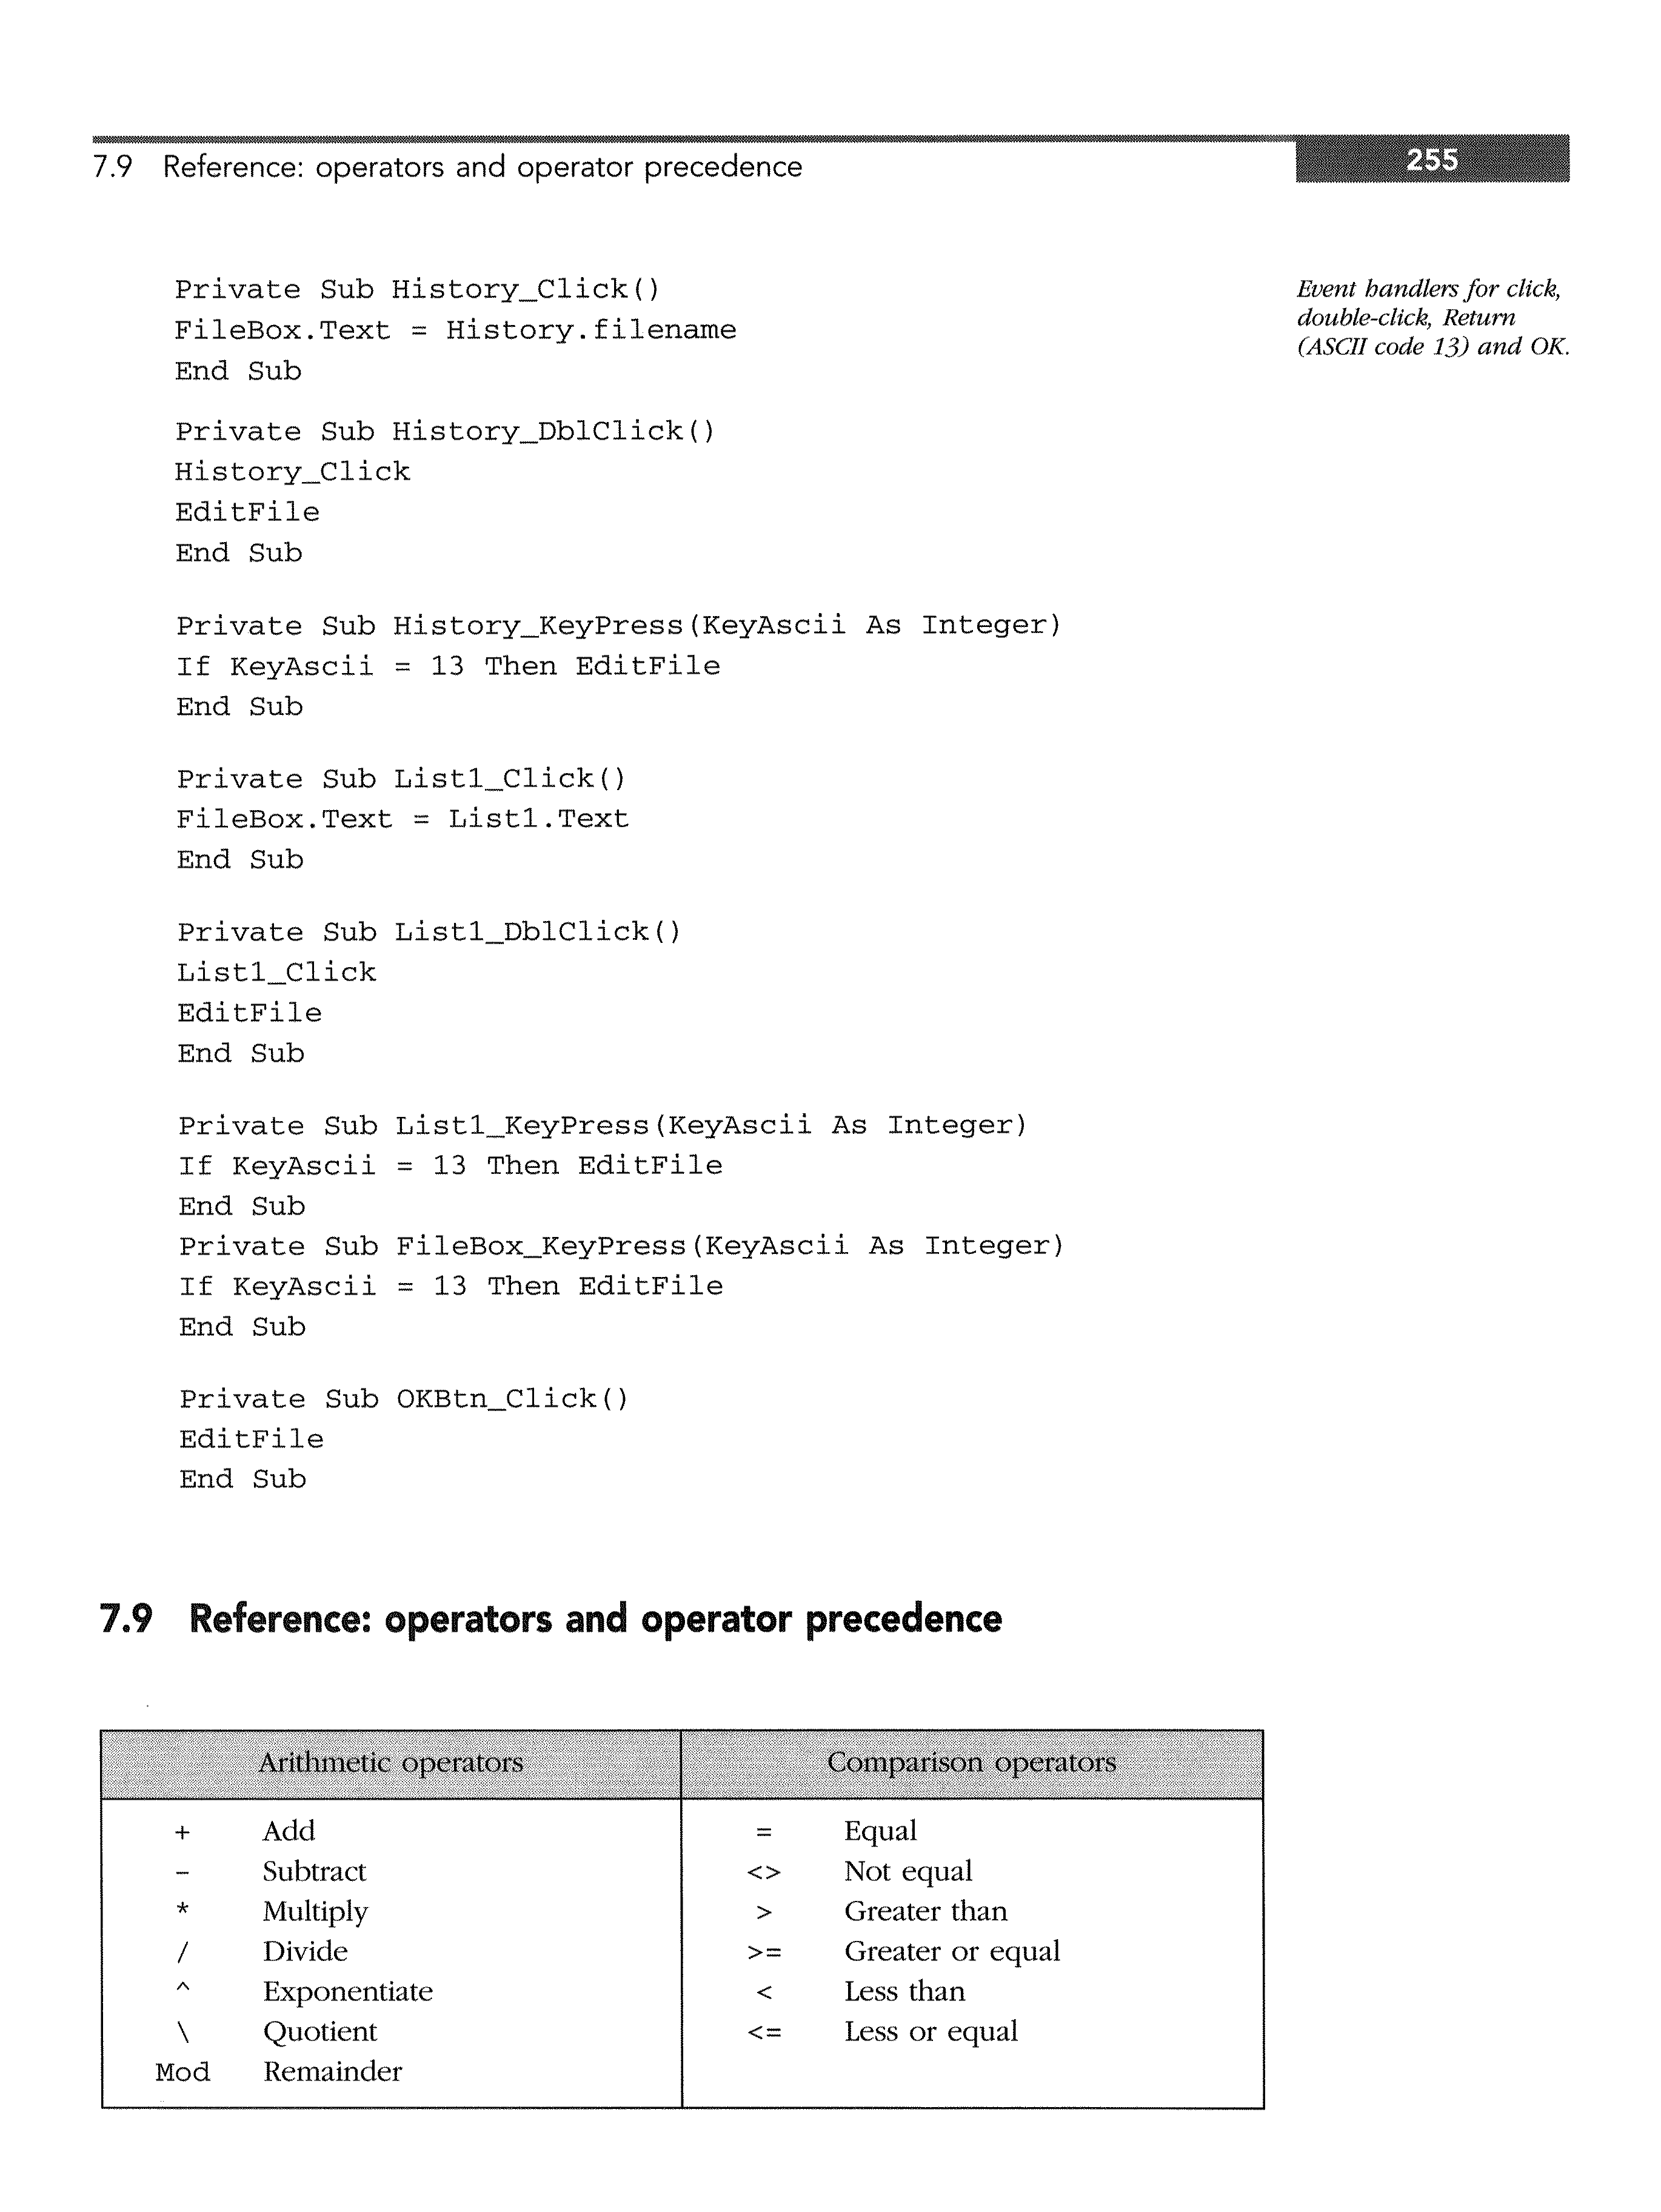 7.9 Reference: operators and operator precedence 255
Private Sub History_Click()
FileBox.Text = History.filename
End Sub
Event handlers for click,
double-click, Return
(ASCII code 13) and OK.
Private Sub History_DblClick()
History_Click
EditFile
End Sub
Private Sub History_KeyPress(KeyAscii As Integer)
If KeyAscii = 13 Then EditFile
End Sub
Private Sub List1_Click()
FileBox.Text = List1.Text
End Sub
Private Sub List1_DblClick()
List1_Click
EditFile
End Sub
Private Sub List1_KeyPress(KeyAscii As Integer)
If KeyAscii = 13 Then EditFile
End Sub
Private Sub FileBox_KeyPress(KeyAscii As Integer)
If KeyAscii = 13 Then EditFile
End Sub
Private Sub OKBtn_Click()
EditFile
End Sub
7.9 Reference: operators and operator precedence
Arithmetic operators Comparison operators
+ Add = Equal
– Subtract <> Not equal
* Multiply > Greater than
/ Divide >= Greater or equal
^ Exponentiate < Less than
\ Quotient <= Less or equal
Mod Remainder